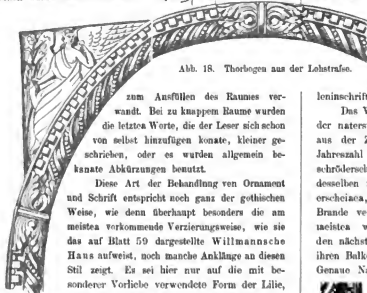 Abb. 18. Thorbogen aus der Lohstraße.
zum Ausfüllen des Raumes ver-
wandt. Bei zu knappem Raume wurden
die letzten Worte, die der Leser sich schon
von selbst hinzufügen konnte, kleiner ge-
schrieben, oder es wurden allgemein be-
kannte Abkürzungen benutzt.
Diese Art der Behandlung von Ornament
und Schrift entspricht noch ganz der gothischen
Weise, wie denn überhaupt besonders die am
meisten vorkommende Verzierungsweise, wie sie
das auf Blatt 59 dargestellte Willmannsche
Haus aufweist, noch manche Anklänge an diesen
Stil zeigt. Es sei hier nur auf die mit be-
sonderer Vorliebe verwendete Form der Lilie,
leninschrift
Das V
der naters
aus der Z
Jahreszahl
schrödersch
desselben
erscheinen,
Brande ve
meisten w
den nächst
ihren Balk
Genaue Na